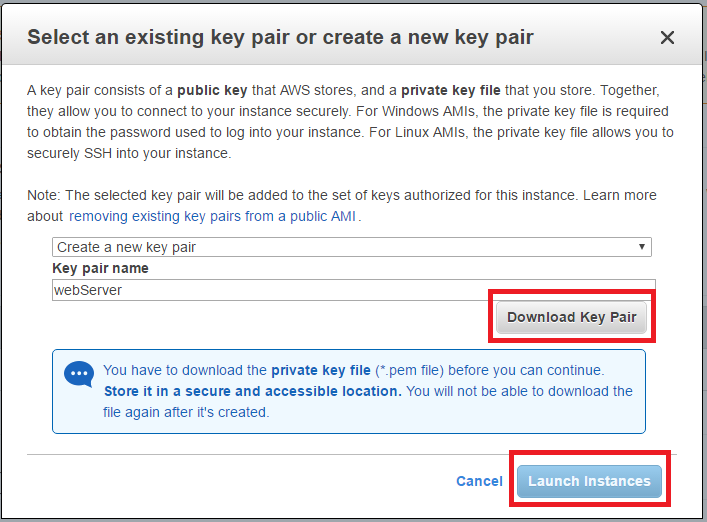 Select an existing key pair or create a new key pair
A key pair consists of a public key that AWS stores, and a private key file that you store. Together,
they allow you to connect to your instance securely. For Windows AMIs, the private key file is required
to obtain the password used to log into your instance. For Linux AMIs, the private key file allows you to
securely SSH into your instance.
Note: The selected key pair will be added to the set of keys authorized for this instance. Learn more
about removing existing key pairs from a public AMI.
Create a new key pair
Key pair name
webServer
Download Key Pair
You have to download the private key file (*.pem file) before you can continue.
Store it in a secure and accessible location. You will not be able to download the
file again after it's created.
Cancel Launch Instances